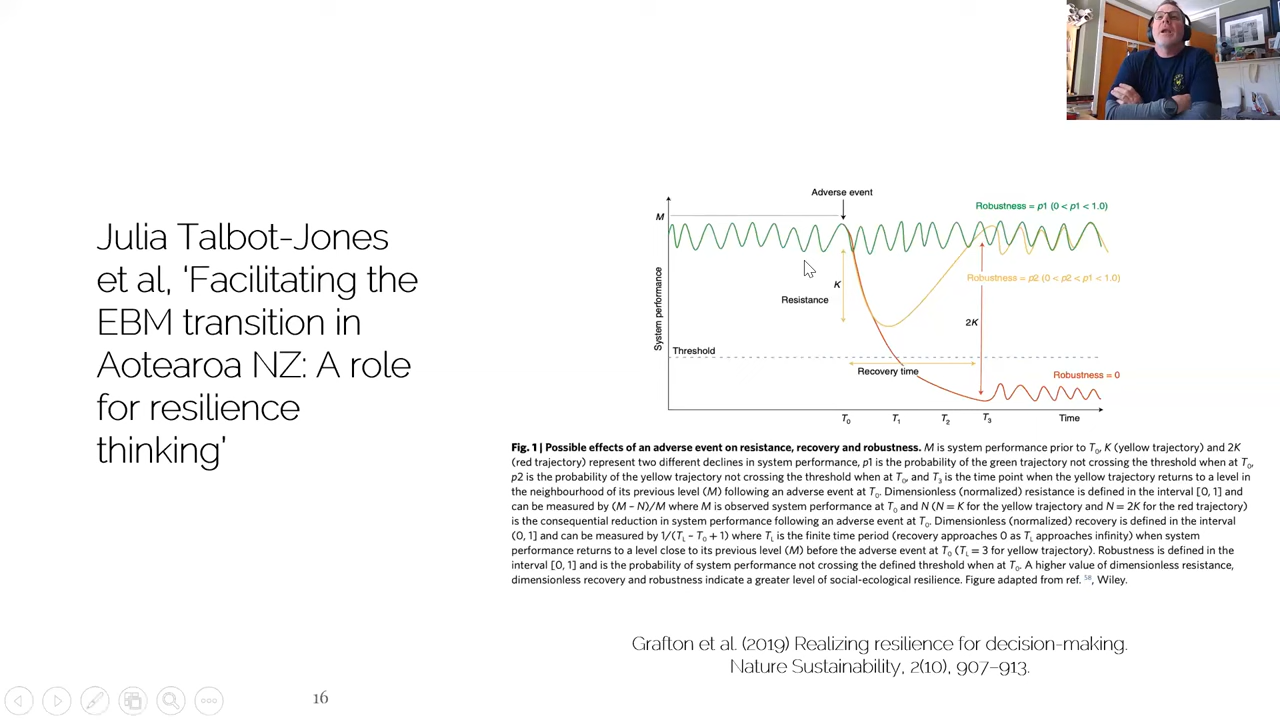 Julia Talbot-Jones
et al, 'Facilitating the
EBM transition in
Aotearoa NZ: A role
for resilience
thinking'
Adverse event
Robustness = p1 (0 < p1 < 1.0)
M
K
Resistance
Robustness = p2 (0 < p2 < p1 < 1.0)
System performance
2K
Threshold
Recovery time
Robustness = 0
T0 T1 T2 T3 Time
Fig. 1 | Possible effects of an adverse event on resistance, recovery and robustness. M is system performance prior to T0, K (yellow trajectory) and 2K
(red trajectory) represent two different declines in system performance, p1 is the probability of the green trajectory not crossing the threshold when at T0,
p2 is the probability of the yellow trajectory not crossing the threshold when at T0, and T3 is the time point when the yellow trajectory returns to a level in
the neighbourhood of its previous level (M) following an adverse event at T0. Dimensionless (normalized) resistance is defined in the interval [0, 1] and
can be measured by (M – N)/M where M is observed system performance at T0 and N (N = K for the yellow trajectory and N = 2K for the red trajectory)
is the consequential reduction in system performance following an adverse event at T0. Dimensionless (normalized) recovery is defined in the interval
(0, 1] and can be measured by 1/(TL – T0 + 1) where TL is the finite time period (recovery approaches 0 as TL approaches infinity) when system
performance returns to a level close to its previous level (M) before the adverse event at T0 (TL = 3 for yellow trajectory). Robustness is defined in the
interval [0, 1] and is the probability of system performance not crossing the defined threshold when at T0. A higher value of dimensionless resistance,
dimensionless recovery and robustness indicate a greater level of social-ecological resilience. Figure adapted from ref. 58, Wiley.
Grafton et al. (2019) Realizing resilience for decision-making.
Nature Sustainability, 2(10), 907–913.
16